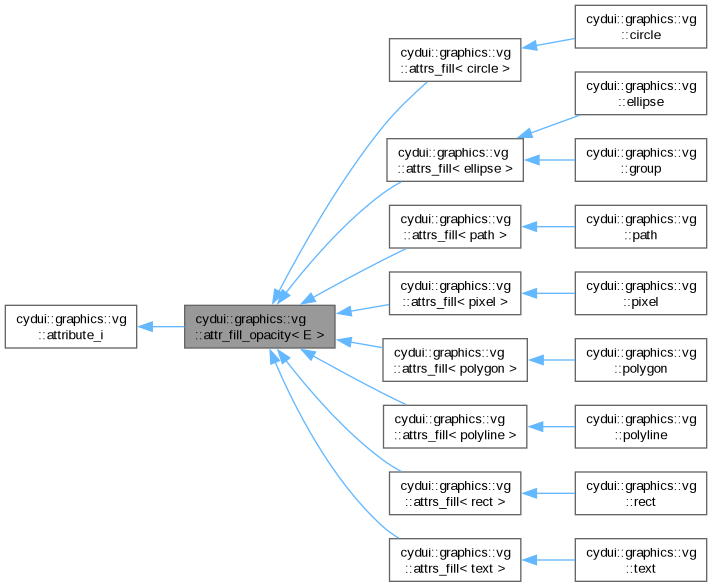 cydui::graphics::vg
::attribute_i
cydui::graphics::vg
::attr_fill_opacity< E >
cydui::graphics::vg
::attrs_fill< circle >
cydui::graphics::vg
::attrs_fill< ellipse >
cydui::graphics::vg
::attrs_fill< path >
cydui::graphics::vg
::attrs_fill< pixel >
cydui::graphics::vg
::attrs_fill< polygon >
cydui::graphics::vg
::attrs_fill< polyline >
cydui::graphics::vg
::attrs_fill< rect >
cydui::graphics::vg
::attrs_fill< text >
cydui::graphics::vg
::circle
cydui::graphics::vg
::ellipse
cydui::graphics::vg
::group
cydui::graphics::vg
::path
cydui::graphics::vg
::pixel
cydui::graphics::vg
::polygon
cydui::graphics::vg
::polyline
cydui::graphics::vg
::rect
cydui::graphics::vg
::text